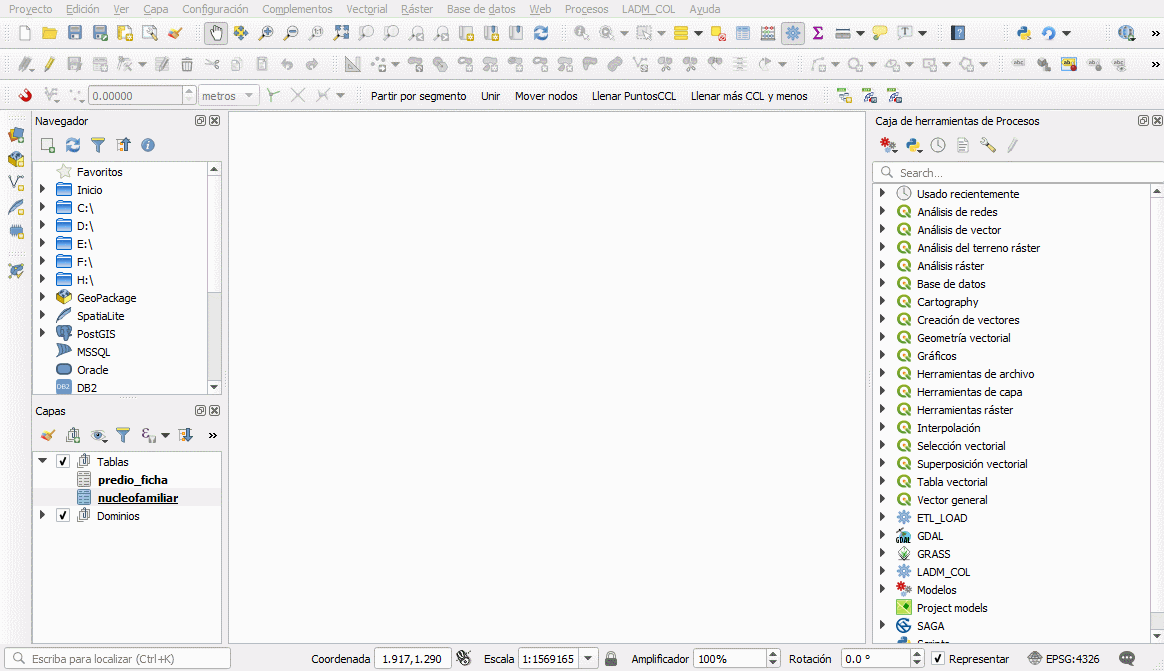 Proyecto Edición Ver Capa Configuración Complementos Vectorial Ráster Base de datos Web Procesos LADM_COL Ayuda
0.00000 metros Partir por segmento Unir Mover nodos Llenar PuntosCCL Llenar más CCL y menos
Navegador
Favoritos
Inicio
C:\
D:\
E:\
F:\
H:\
GeoPackage
SpatiaLite
PostGIS
MSSQL
Oracle
DB2
Capas
Tablas
predio_ficha
nucleofamiliar
Dominios
Caja de herramientas de Procesos
Search...
Usado recientemente
Análisis de redes
Análisis de vector
Análisis del terreno ráster
Análisis ráster
Base de datos
Cartography
Creación de vectores
Geometría vectorial
Gráficos
Herramientas de archivo
Herramientas de capa
Herramientas ráster
Interpolación
Selección vectorial
Superposición vectorial
Tabla vectorial
Vector general
ETL_LOAD
GDAL
GRASS
LADM_COL
Modelos
Project models
SAGA
Escriba para localizar (Ctrl+K) Coordenada 1.917,1.290 Escala 1:1569165 Amplificador 100% Rotación 0.0 ° Representar EPSG:4326